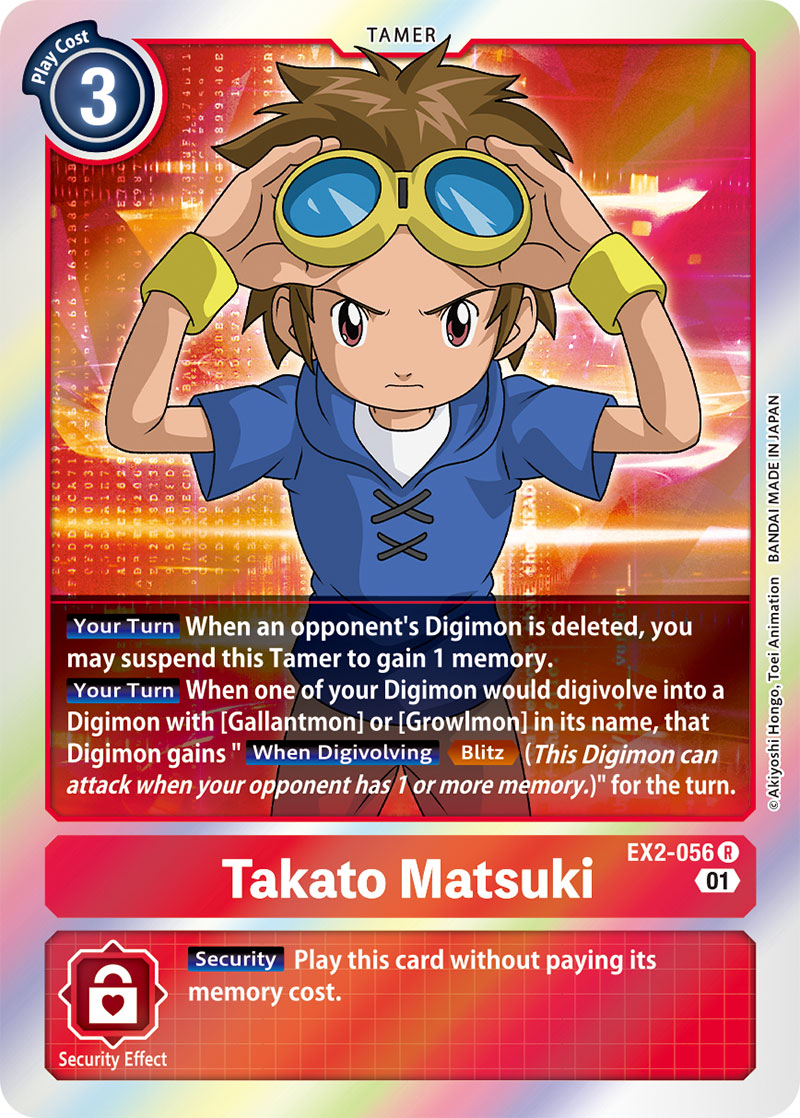 TAMER
Play Cost
3
Your Turn When an opponent's Digimon is deleted, you
may suspend this Tamer to gain 1 memory.
Your Turn When one of your Digimon would digivolve into a
Digimon with [Gallantmon] or [Growlmon] in its name, that
Digimon gains " When Digivolving Blitz (This Digimon can
attack when your opponent has 1 or more memory.)" for the turn.
© Akiyoshi Hongo, Toei Animation BANDAI MADE IN JAPAN
EX2-056 R
Takato Matsuki
01
Security Play this card without paying its
memory cost.
Security Effect